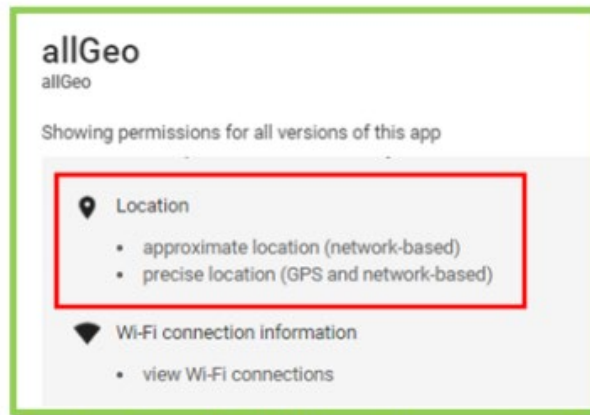 allGeo
allGeo
Showing permissions for all versions of this app
Location
• approximate location (network-based)
• precise location (GPS and network-based)
Wi-Fi connection information
• view Wi-Fi connections